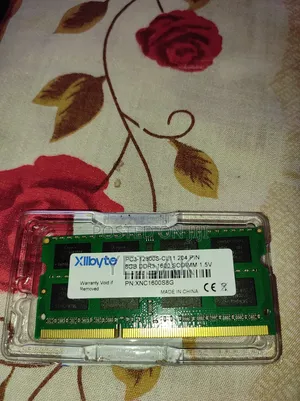 Xllbyte
PC3-12800S-CL11 204 PIN
8GB DDR3 1600 SODIMM 1.5V
Warranty Void If
Removed
PN:XNC1600S8G
MADE IN CHINA